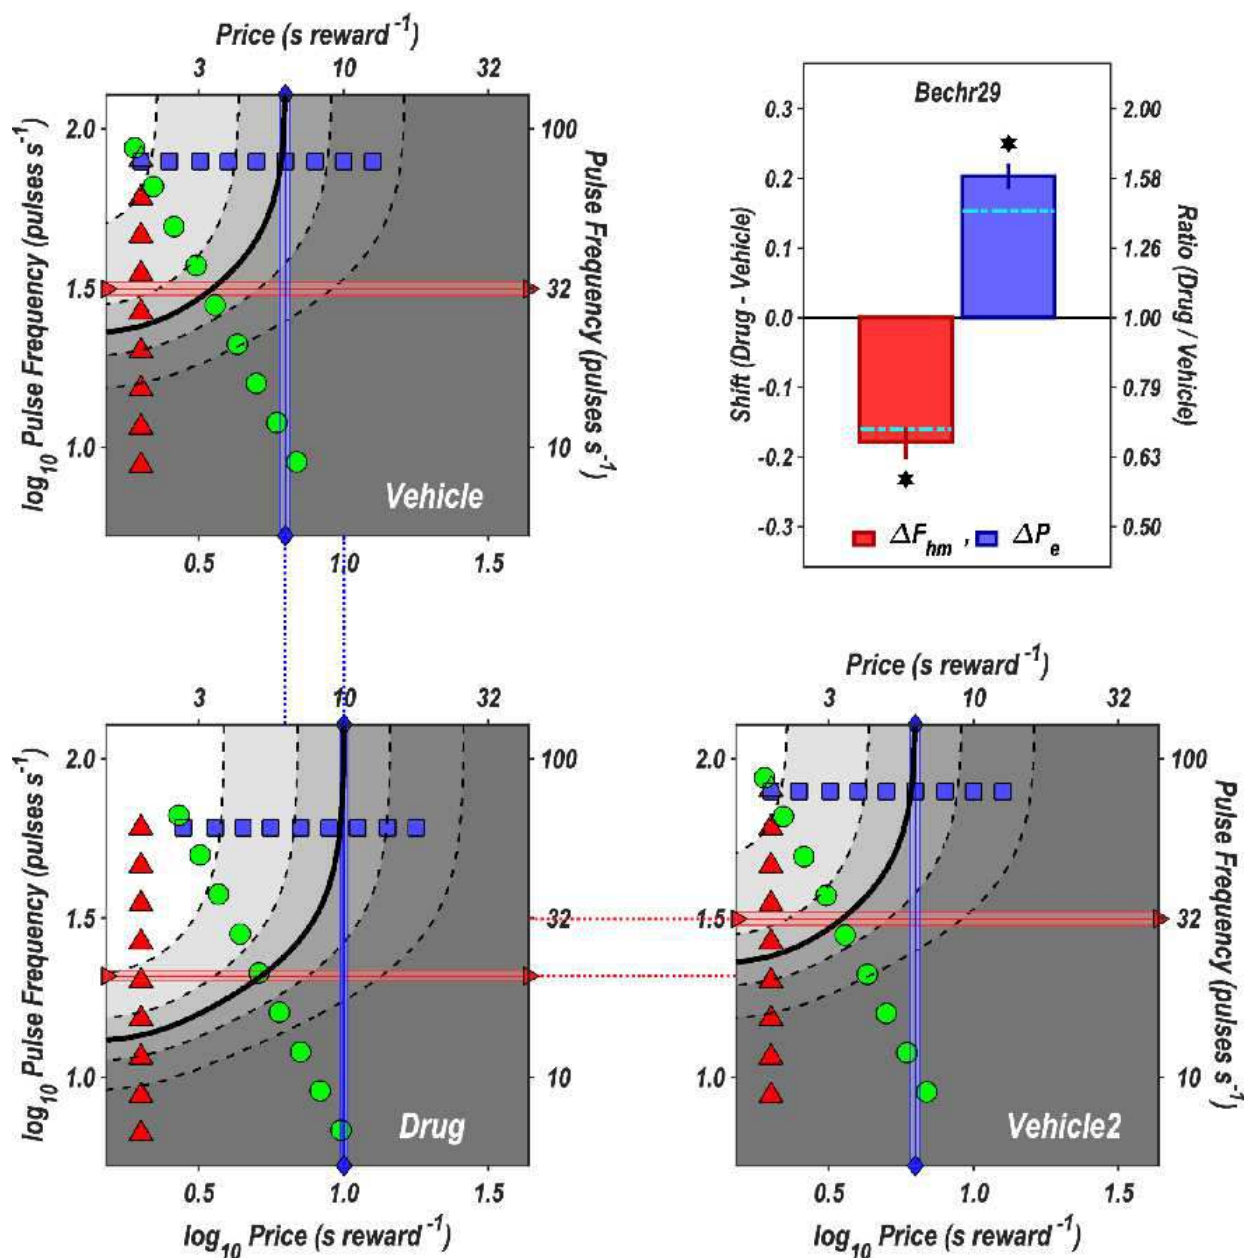 Price (s reward⁻¹)
3 10 32
log₁₀ Pulse Frequency (pulses s⁻¹)
2.0
1.5
1.0
100
32
10
Pulse Frequency (pulses s⁻¹)
Vehicle
0.5 1.0 1.5
Bechr29
Shift (Drug - Vehicle)
0.3
0.2
0.1
0.0
-0.1
-0.2
-0.3
2.00
1.58
1.26
1.00
0.79
0.63
0.50
Ratio (Drug / Vehicle)
ΔF_hm , ΔP_e
3 10 32
log₁₀ Pulse Frequency (pulses s⁻¹)
2.0
1.5
1.0
100
32
10
Drug
0.5 1.0 1.5
log₁₀ Price (s reward⁻¹)
Price (s reward⁻¹)
3 10 32
2.0
1.5
1.0
100
32
10
Pulse Frequency (pulses s⁻¹)
Vehicle2
0.5 1.0 1.5
log₁₀ Price (s reward⁻¹)